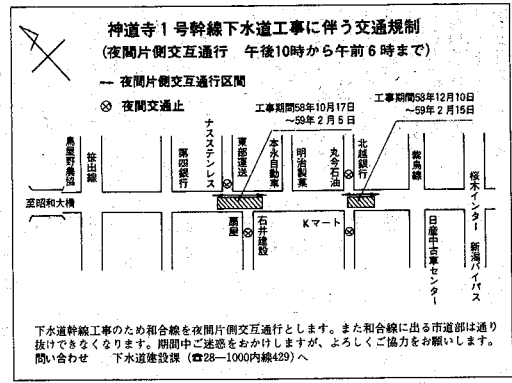 神道寺1号幹線下水道工事に伴う交通規制
(夜間片側交互通行 午後10時から午前6時まで)
夜間片側交互通行区間
夜間交通止
工事期間58年10月17日
~59年2月5日
工事期間58年12月10日
~59年2月15日
鳥屋野農協
笹出線
第四銀行
ナスステンレス
東部運送
本永自動車
明治製菓
丸今石油
北越銀行
紫鳥線
桜木インター
新潟バイパス
至昭和大橋
扇屋
石井建設
Kマート
日産中古車センター
下水道幹線工事のため和合線を夜間片側交互通行とします。また和合線に出る市道部は通り
抜けできなくなります。期間中ご迷惑をおかけしますが、よろしくご協力をお願いします。
問い合わせ 下水道建設課(☎28―1000内線429)へ